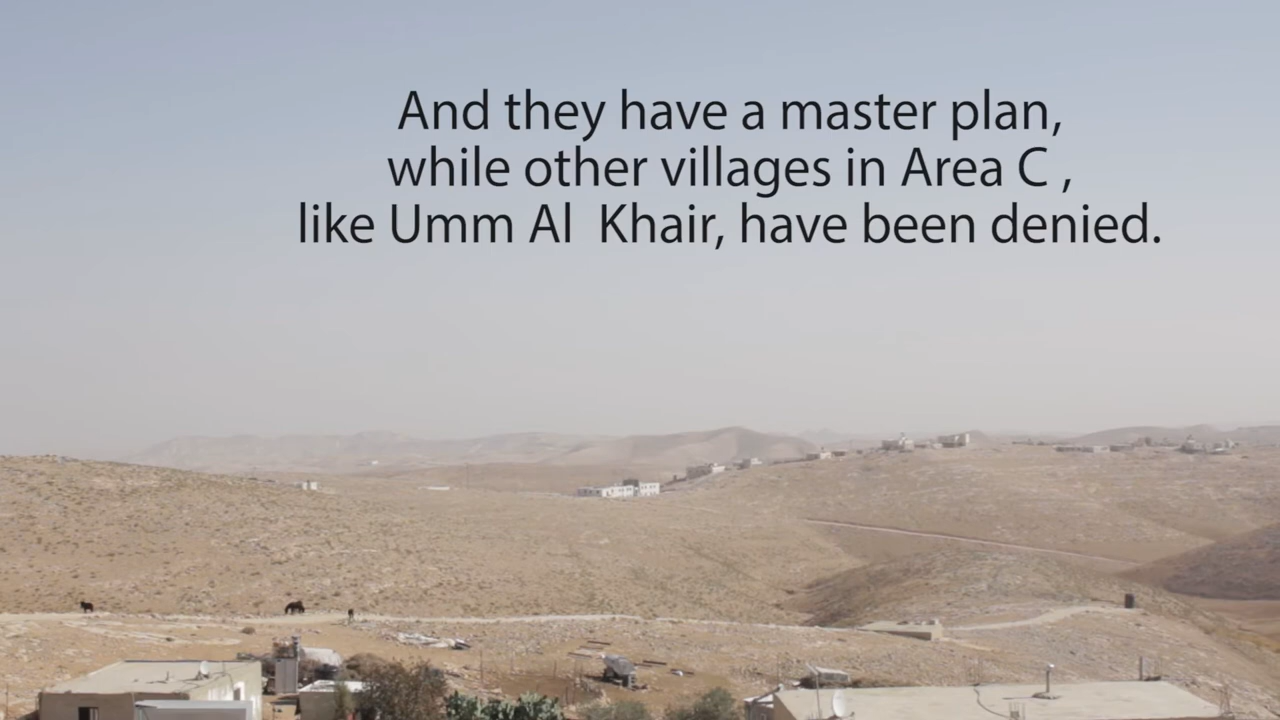 And they have a master plan,
while other villages in Area C ,
like Umm Al  Khair, have been denied.